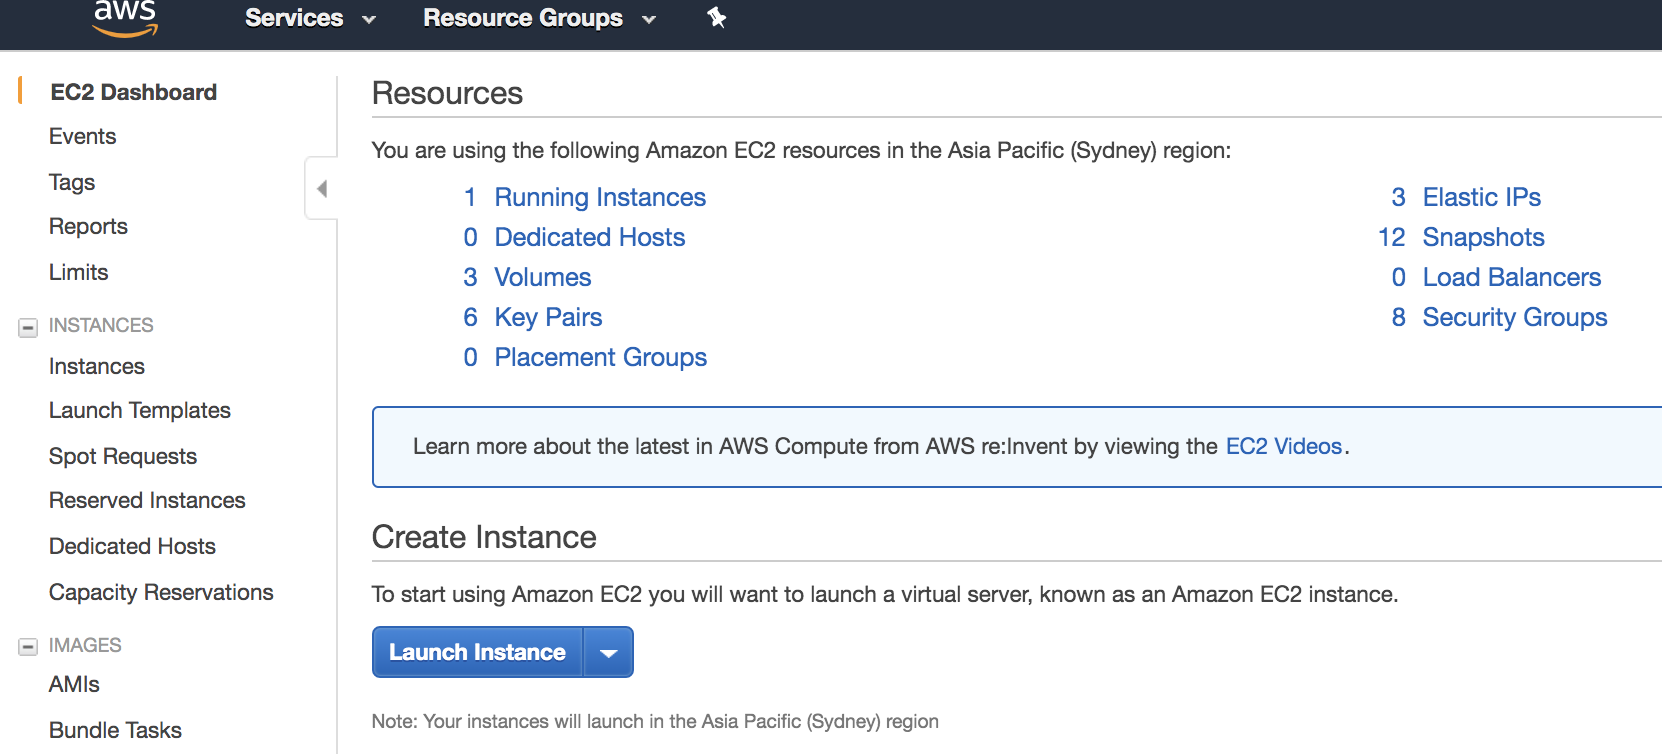 aws
Services
Resource Groups
EC2 Dashboard
Events
Tags
Reports
Limits
INSTANCES
Instances
Launch Templates
Spot Requests
Reserved Instances
Dedicated Hosts
Capacity Reservations
IMAGES
AMIs
Bundle Tasks
Resources
You are using the following Amazon EC2 resources in the Asia Pacific (Sydney) region:
1 Running Instances
0 Dedicated Hosts
3 Volumes
6 Key Pairs
0 Placement Groups
3 Elastic IPs
12 Snapshots
0 Load Balancers
8 Security Groups
Learn more about the latest in AWS Compute from AWS re:Invent by viewing the EC2 Videos.
Create Instance
To start using Amazon EC2 you will want to launch a virtual server, known as an Amazon EC2 instance.
Launch Instance
Note: Your instances will launch in the Asia Pacific (Sydney) region